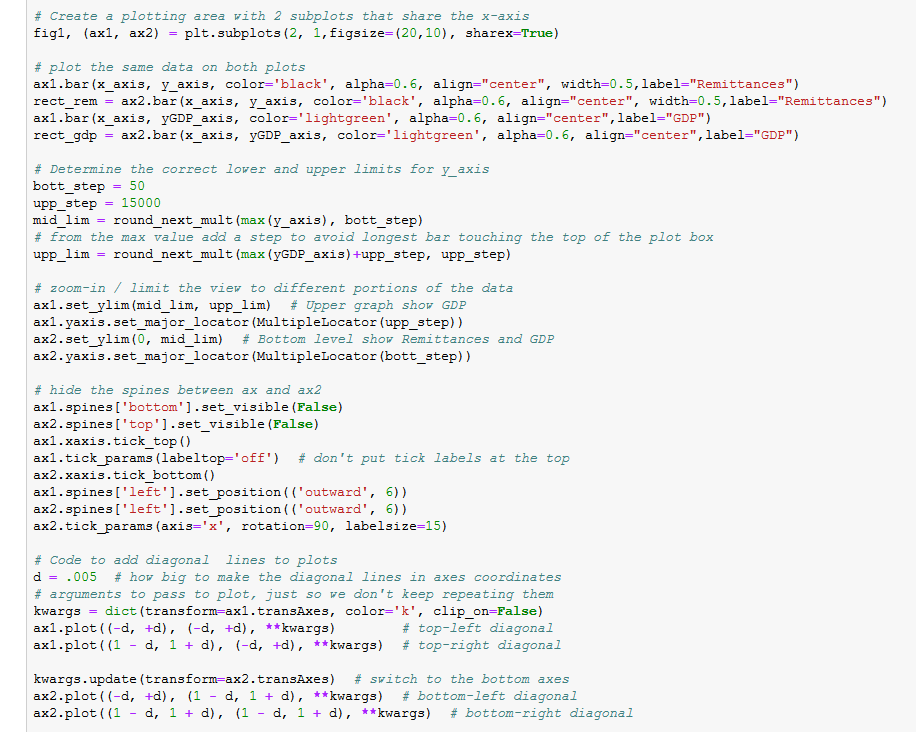 # Create a plotting area with 2 subplots that share the x-axis
fig1, (ax1, ax2) = plt.subplots(2, 1,figsize=(20,10), sharex=True)
# plot the same data on both plots
ax1.bar(x_axis, y_axis, color='black', alpha=0.6, align="center", width=0.5,label="Remittances")
rect_rem = ax2.bar(x_axis, y_axis, color='black', alpha=0.6, align="center", width=0.5,label="Remittances")
ax1.bar(x_axis, yGDP_axis, color='lightgreen', alpha=0.6, align="center",label="GDP")
rect_gdp = ax2.bar(x_axis, yGDP_axis, color='lightgreen', alpha=0.6, align="center",label="GDP")
# Determine the correct lower and upper limits for y_axis
bott_step = 50
upp_step = 15000
mid_lim = round_next_mult(max(y_axis), bott_step)
# from the max value add a step to avoid longest bar touching the top of the plot box
upp_lim = round_next_mult(max(yGDP_axis)+upp_step, upp_step)
# zoom-in / limit the view to different portions of the data
ax1.set_ylim(mid_lim, upp_lim)  # Upper graph show GDP
ax1.yaxis.set_major_locator(MultipleLocator(upp_step))
ax2.set_ylim(0, mid_lim)  # Bottom level show Remittances and GDP
ax2.yaxis.set_major_locator(MultipleLocator(bott_step))
# hide the spines between ax and ax2
ax1.spines['bottom'].set_visible(False)
ax2.spines['top'].set_visible(False)
ax1.xaxis.tick_top()
ax1.tick_params(labeltop='off')  # don't put tick labels at the top
ax2.xaxis.tick_bottom()
ax1.spines['left'].set_position(('outward', 6))
ax2.spines['left'].set_position(('outward', 6))
ax2.tick_params(axis='x', rotation=90, labelsize=15)
# Code to add diagonal  lines to plots
d = .005  # how big to make the diagonal lines in axes coordinates
# arguments to pass to plot, just so we don't keep repeating them
kwargs = dict(transform=ax1.transAxes, color='k', clip_on=False)
ax1.plot((-d, +d), (-d, +d), **kwargs)        # top-left diagonal
ax1.plot((1 - d, 1 + d), (-d, +d), **kwargs)  # top-right diagonal
kwargs.update(transform=ax2.transAxes)  # switch to the bottom axes
ax2.plot((-d, +d), (1 - d, 1 + d), **kwargs)  # bottom-left diagonal
ax2.plot((1 - d, 1 + d), (1 - d, 1 + d), **kwargs)  # bottom-right diagonal